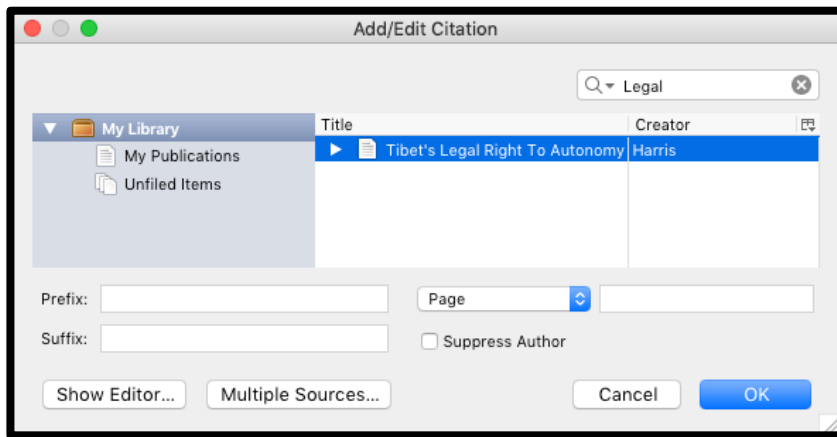 Add/Edit Citation
Legal
My Library
My Publications
Unfiled Items
Title Creator
Tibet's Legal Right To Autonomy Harris
Prefix:
Page
Suffix:
Suppress Author
Show Editor... Multiple Sources... Cancel OK